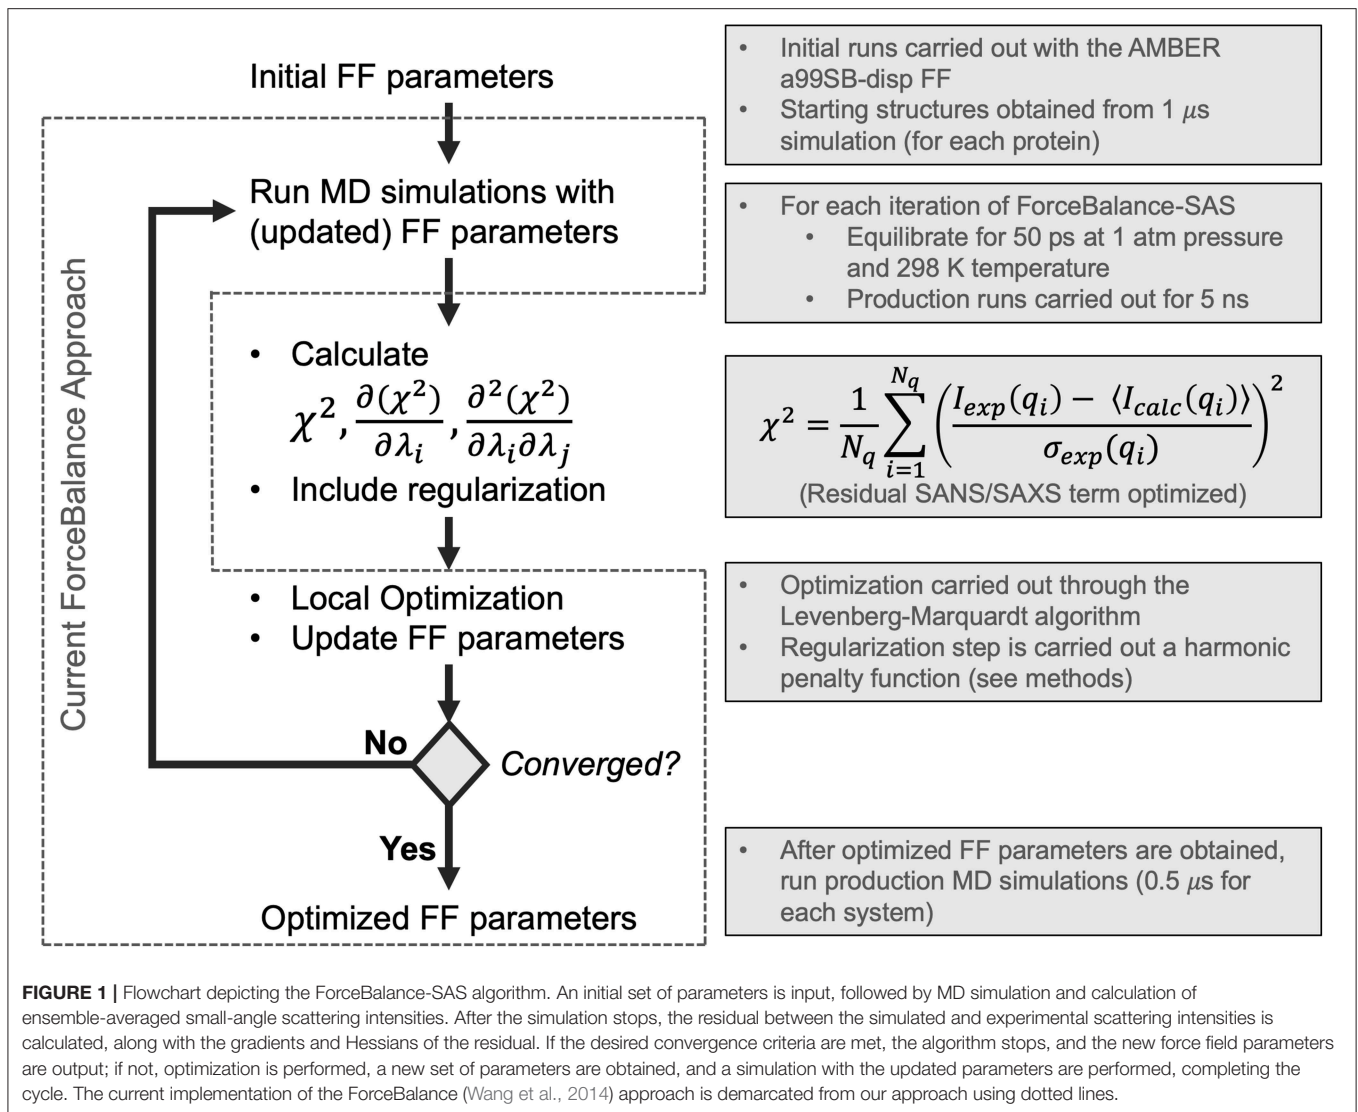 Initial FF parameters
Run MD simulations with
(updated) FF parameters
• Calculate
χ², ∂(χ²)/∂λᵢ, ∂²(χ²)/∂λᵢ∂λⱼ
• Include regularization
• Local Optimization
• Update FF parameters
No
Converged?
Yes
Optimized FF parameters
Current ForceBalance Approach
• Initial runs carried out with the AMBER
a99SB-disp FF
• Starting structures obtained from 1 μs
simulation (for each protein)
• For each iteration of ForceBalance-SAS
• Equilibrate for 50 ps at 1 atm pressure
and 298 K temperature
• Production runs carried out for 5 ns
χ² = 1/N_q ∑_{i=1}^{N_q} ((I_exp(q_i) − ⟨I_calc(q_i)⟩)/σ_exp(q_i))²
(Residual SANS/SAXS term optimized)
• Optimization carried out through the
Levenberg-Marquardt algorithm
• Regularization step is carried out a harmonic
penalty function (see methods)
• After optimized FF parameters are obtained,
run production MD simulations (0.5 μs for
each system)
FIGURE 1 | Flowchart depicting the ForceBalance-SAS algorithm. An initial set of parameters is input, followed by MD simulation and calculation of
ensemble-averaged small-angle scattering intensities. After the simulation stops, the residual between the simulated and experimental scattering intensities is
calculated, along with the gradients and Hessians of the residual. If the desired convergence criteria are met, the algorithm stops, and the new force field parameters
are output; if not, optimization is performed, a new set of parameters are obtained, and a simulation with the updated parameters are performed, completing the
cycle. The current implementation of the ForceBalance (Wang et al., 2014) approach is demarcated from our approach using dotted lines.